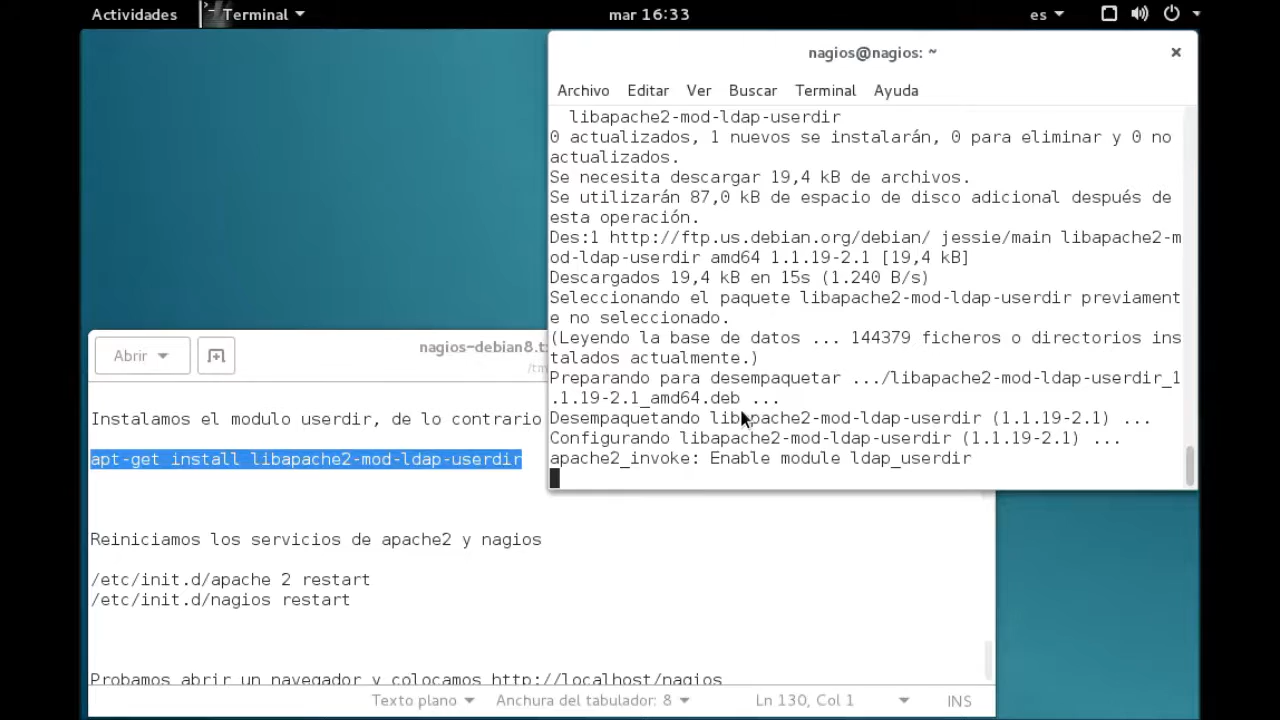 Actividades
Terminal
mar 16:33
es
nagios@nagios: ~
Archivo Editar Ver Buscar Terminal Ayuda
libapache2-mod-ldap-userdir
0 actualizados, 1 nuevos se instalarán, 0 para eliminar y 0 no
actualizados.
Se necesita descargar 19,4 kB de archivos.
Se utilizarán 87,0 kB de espacio de disco adicional después de
esta operación.
Des:1 http://ftp.us.debian.org/debian/ jessie/main libapache2-m
od-ldap-userdir amd64 1.1.19-2.1 [19,4 kB]
Descargados 19,4 kB en 15s (1.240 B/s)
Seleccionando el paquete libapache2-mod-ldap-userdir previament
e no seleccionado.
(Leyendo la base de datos ... 144379 ficheros o directorios ins
talados actualmente.)
Preparando para desempaquetar .../libapache2-mod-ldap-userdir_1
.1.19-2.1_amd64.deb ...
Desempaquetando libapache2-mod-ldap-userdir (1.1.19-2.1) ...
Configurando libapache2-mod-ldap-userdir (1.1.19-2.1) ...
apache2_invoke: Enable module ldap_userdir
Abrir
nagios-debian8.t
/tm
Instalamos el modulo userdir, de lo contrario
apt-get install libapache2-mod-ldap-userdir
Reiniciamos los servicios de apache2 y nagios
/etc/init.d/apache 2 restart
/etc/init.d/nagios restart
Probamos abrir un navegador y colocamos http://localhost/nagios
Texto plano Anchura del tabulador: 8 Ln 130, Col 1 INS